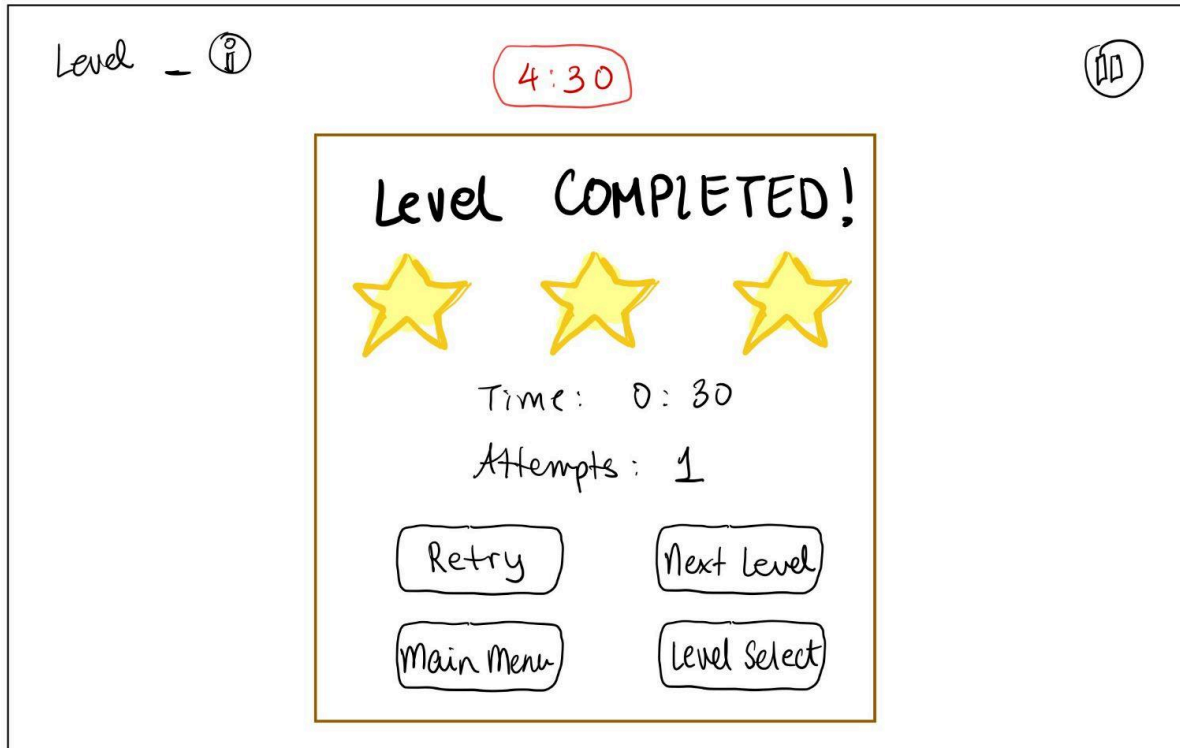 Level _ i
4:30
Level COMPLETED!
Time: 0:30
Attempts: 1
Retry
Next Level
Main Menu
Level Select